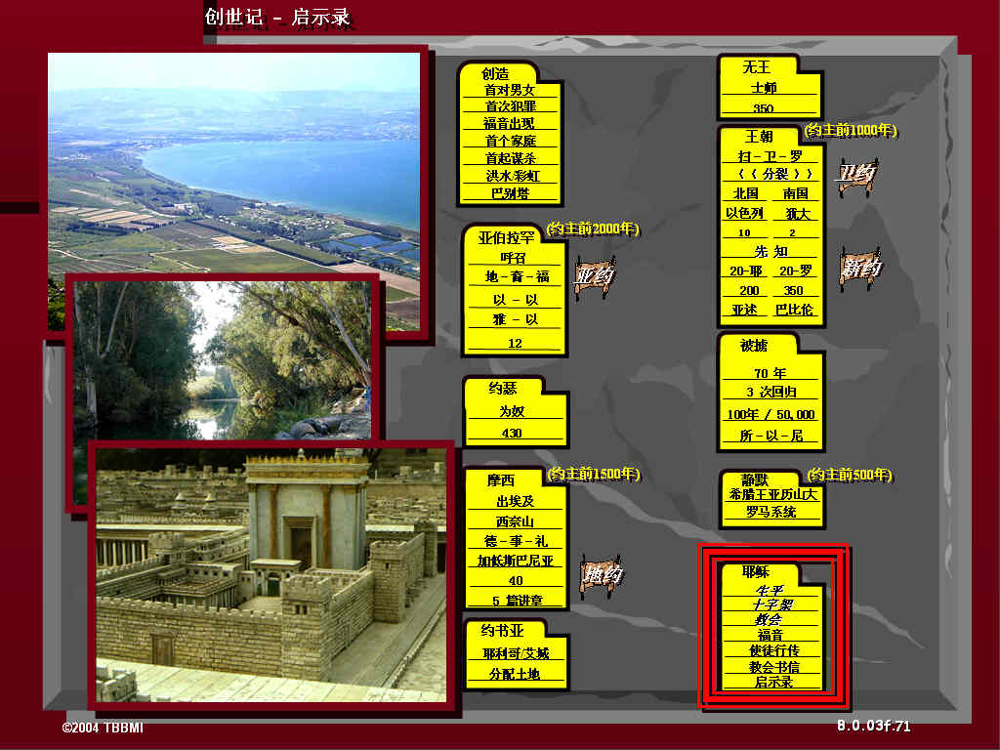 创世记 – 启示录
创造
首对男女
首次犯罪
福音出现
首个家庭
首起谋杀
洪水/彩虹
巴别塔
亚伯拉罕
(约主前2000年)
呼召
地－裔－福
以 － 以
雅 － 以
12
亚约
约瑟
为奴
430
摩西
(约主前1500年)
出埃及
西奈山
德－事－礼
加低斯巴尼亚
40
5 篇讲章
地约
约书亚
耶利哥/艾城
分配土地
无王
士师
350
王朝
(约主前1000年)
扫－卫－罗
〈〈 分裂 〉〉
北国 南国
以色列 犹大
10 2
先 知
20-耶 20-罗
200 350
亚述 巴比伦
卫约
新约
被掳
70 年
3 次回归
100年 / 50,000
所－以－尼
静默
(约主前500年)
希腊王亚历山大
罗马系统
耶稣
生平
十字架
教会
福音
使徒行传
教会书信
启示录
©2004 TBBMI
8.0.03f.71